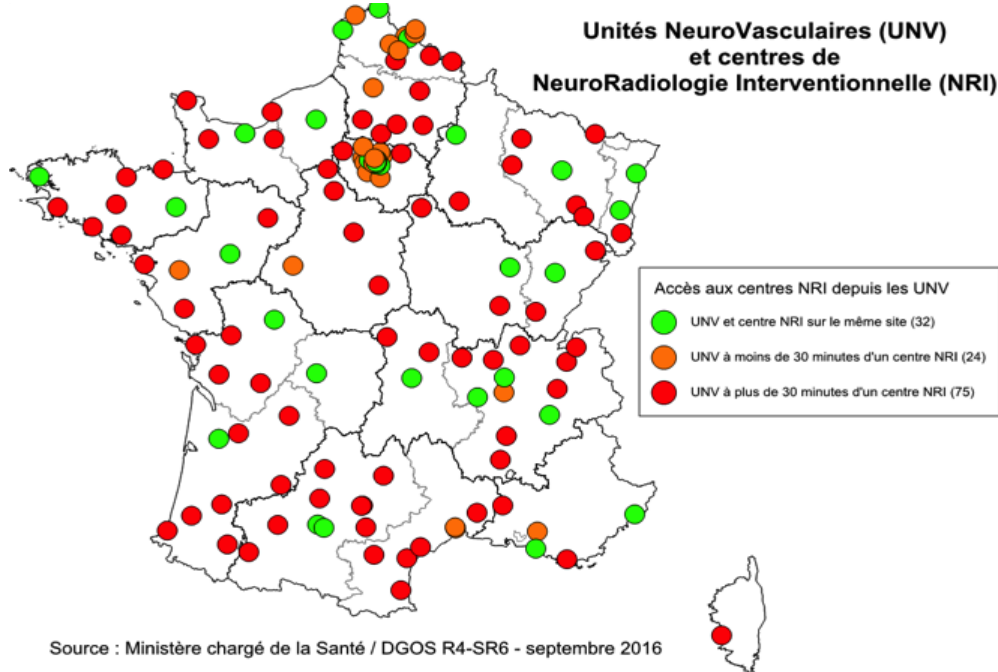 Unités NeuroVasculaires (UNV)
et centres de
NeuroRadiologie Interventionnelle (NRI)
Accès aux centres NRI depuis les UNV
UNV et centre NRI sur le même site (32)
UNV à moins de 30 minutes d'un centre NRI (24)
UNV à plus de 30 minutes d'un centre NRI (75)
Source : Ministère chargé de la Santé / DGOS R4-SR6 - septembre 2016